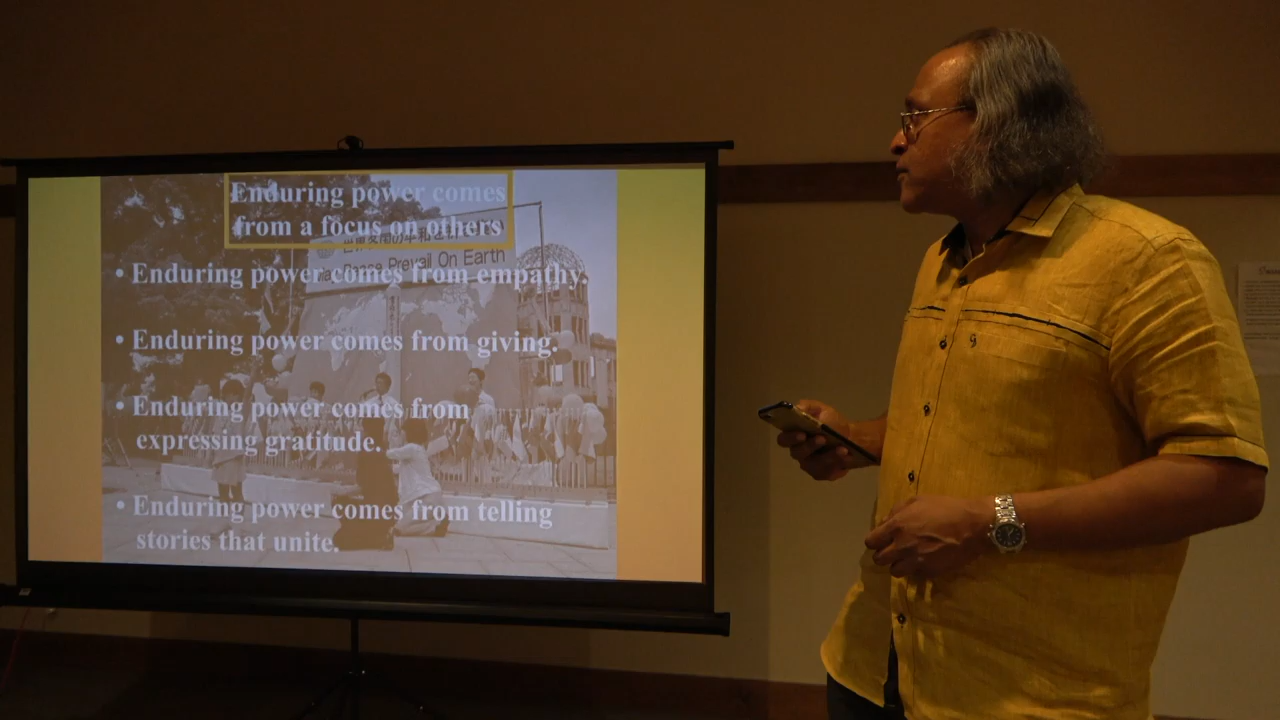 Enduring power comes
from a focus on others
Peace Prevail On Earth
• Enduring power comes from empathy.
• Enduring power comes from giving.
• Enduring power comes from
expressing gratitude.
• Enduring power comes from telling
stories that unite.